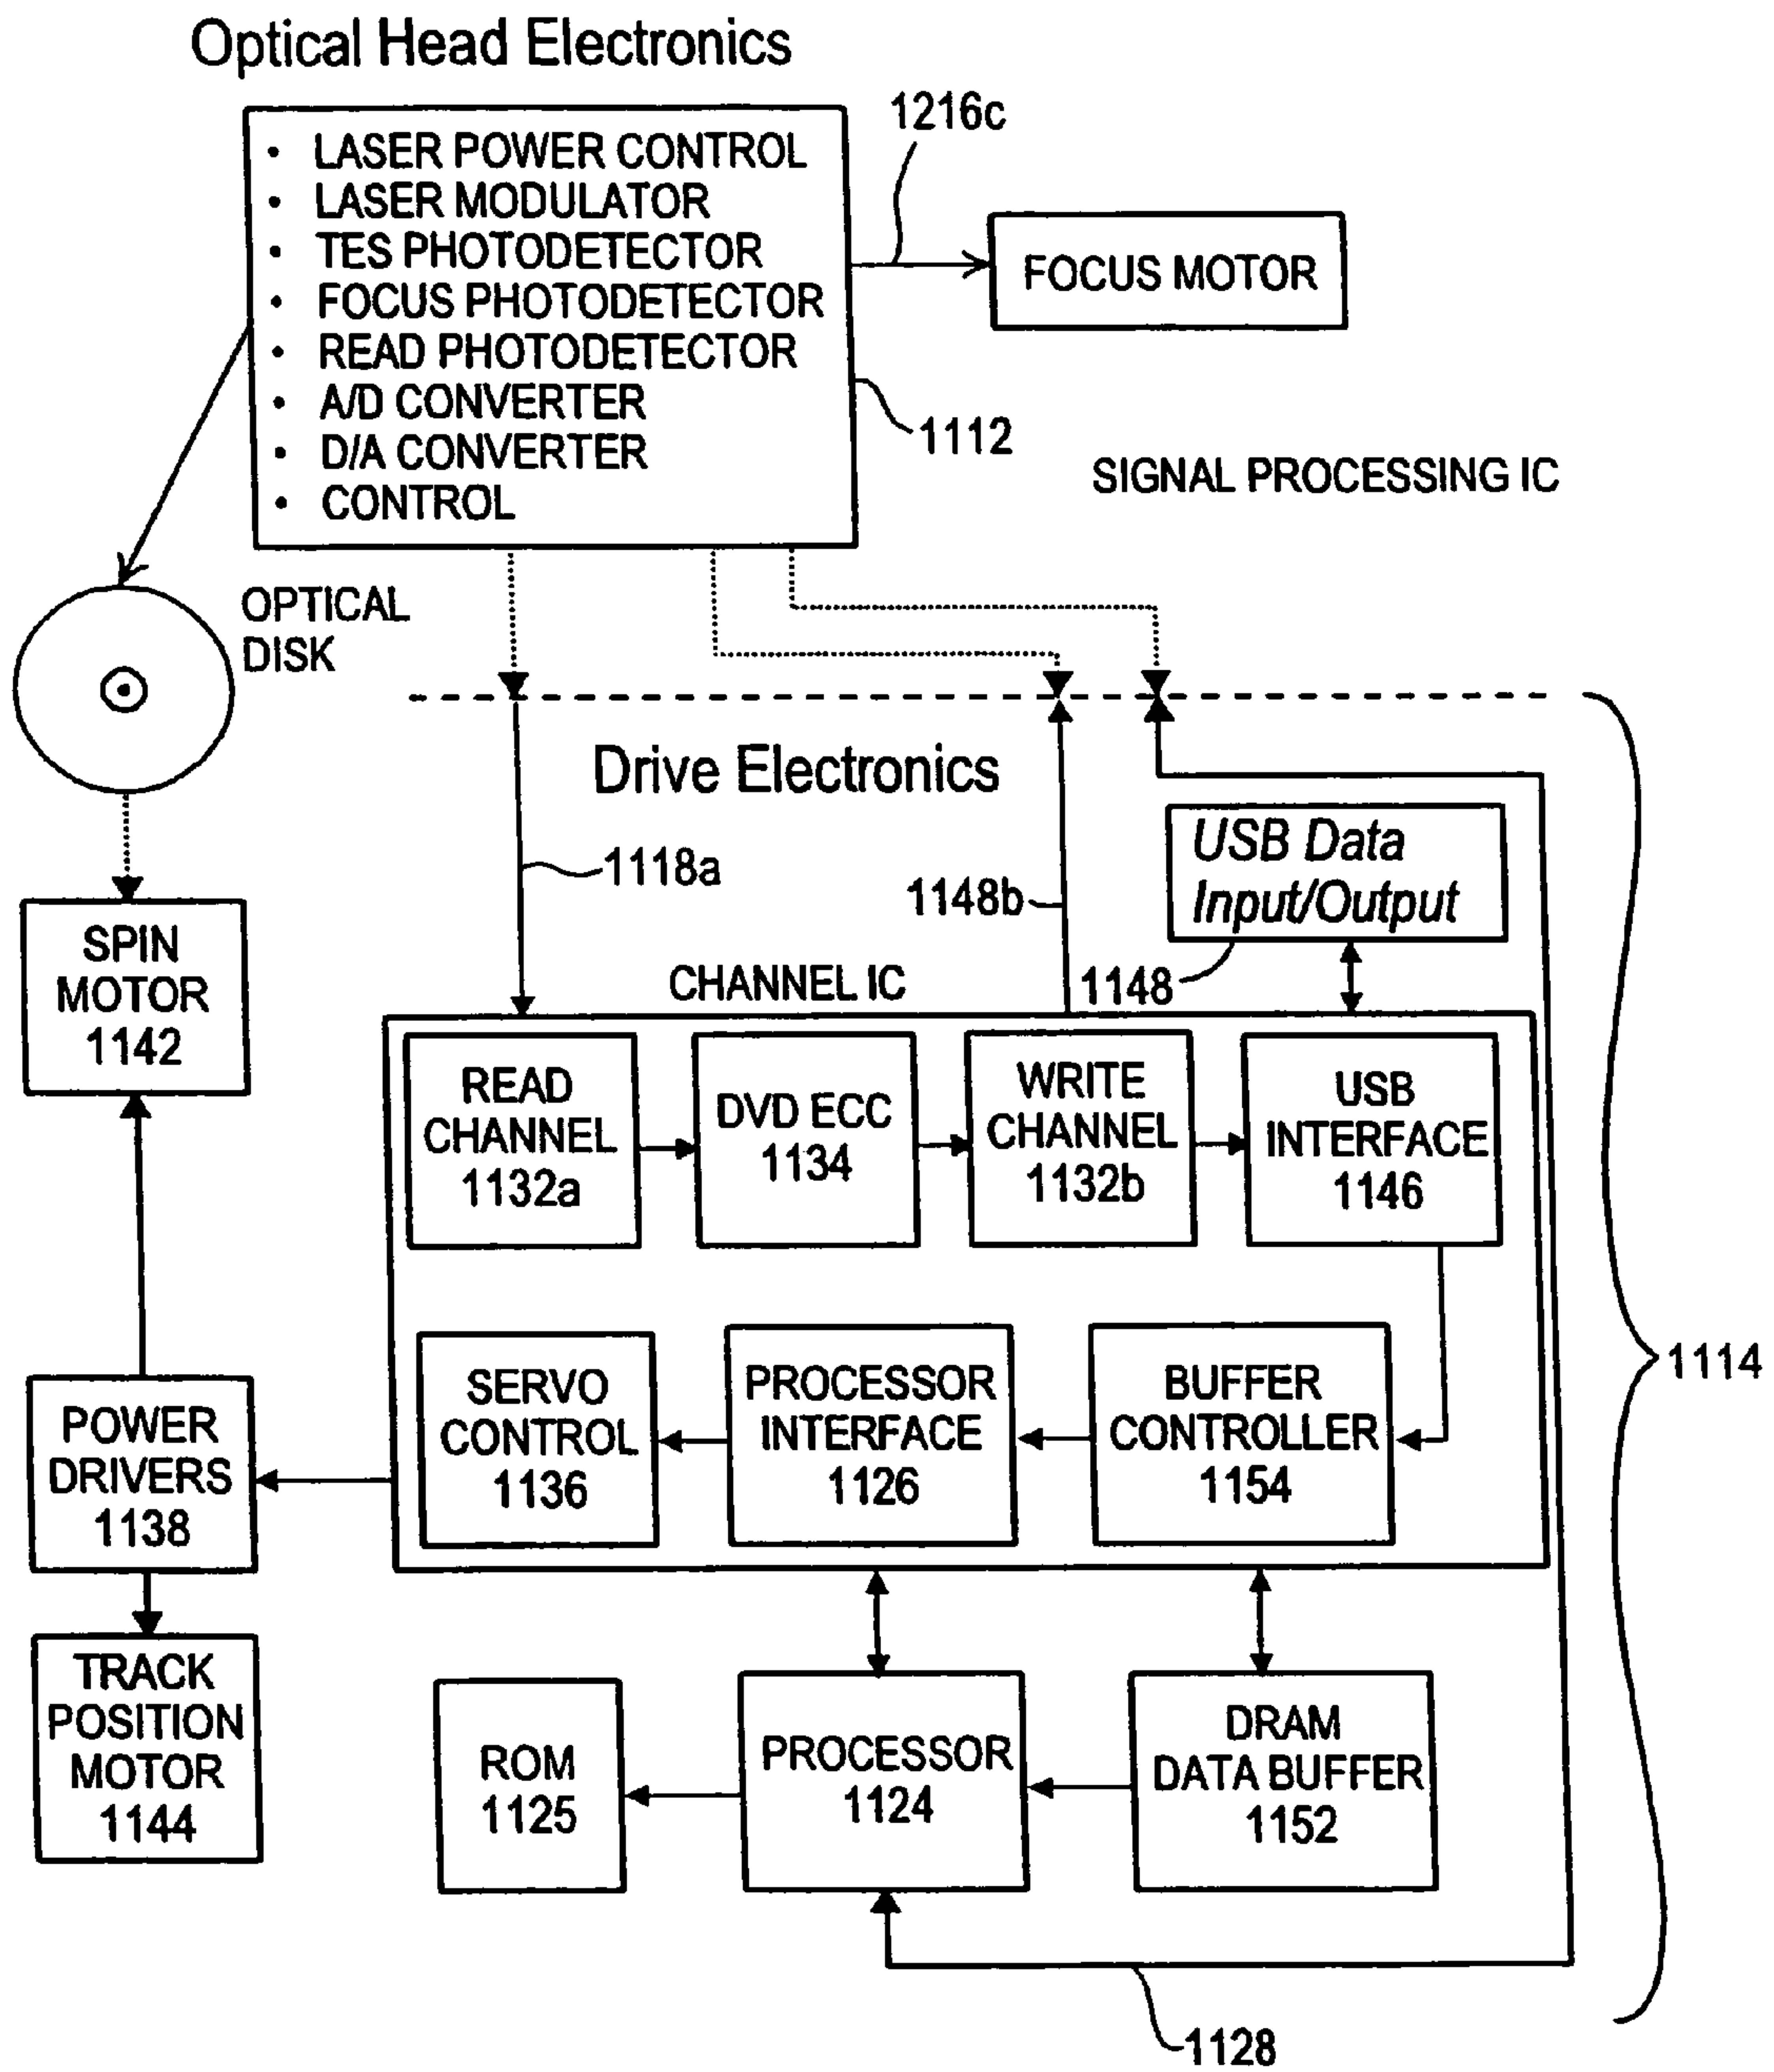 Optical Head Electronics
1216c
• LASER POWER CONTROL
• LASER MODULATOR
• TES PHOTODETECTOR
• FOCUS PHOTODETECTOR
• READ PHOTODETECTOR
• A/D CONVERTER
• D/A CONVERTER
• CONTROL
FOCUS MOTOR
1112
SIGNAL PROCESSING IC
OPTICAL
DISK
Drive Electronics
1118a
1148b
USB Data
Input/Output
1148
SPIN
MOTOR
1142
CHANNEL IC
READ
CHANNEL
1132a
DVD ECC
1134
WRITE
CHANNEL
1132b
USB
INTERFACE
1146
1114
POWER
DRIVERS
1138
SERVO
CONTROL
1136
PROCESSOR
INTERFACE
1126
BUFFER
CONTROLLER
1154
TRACK
POSITION
MOTOR
1144
ROM
1125
PROCESSOR
1124
DRAM
DATA BUFFER
1152
1128